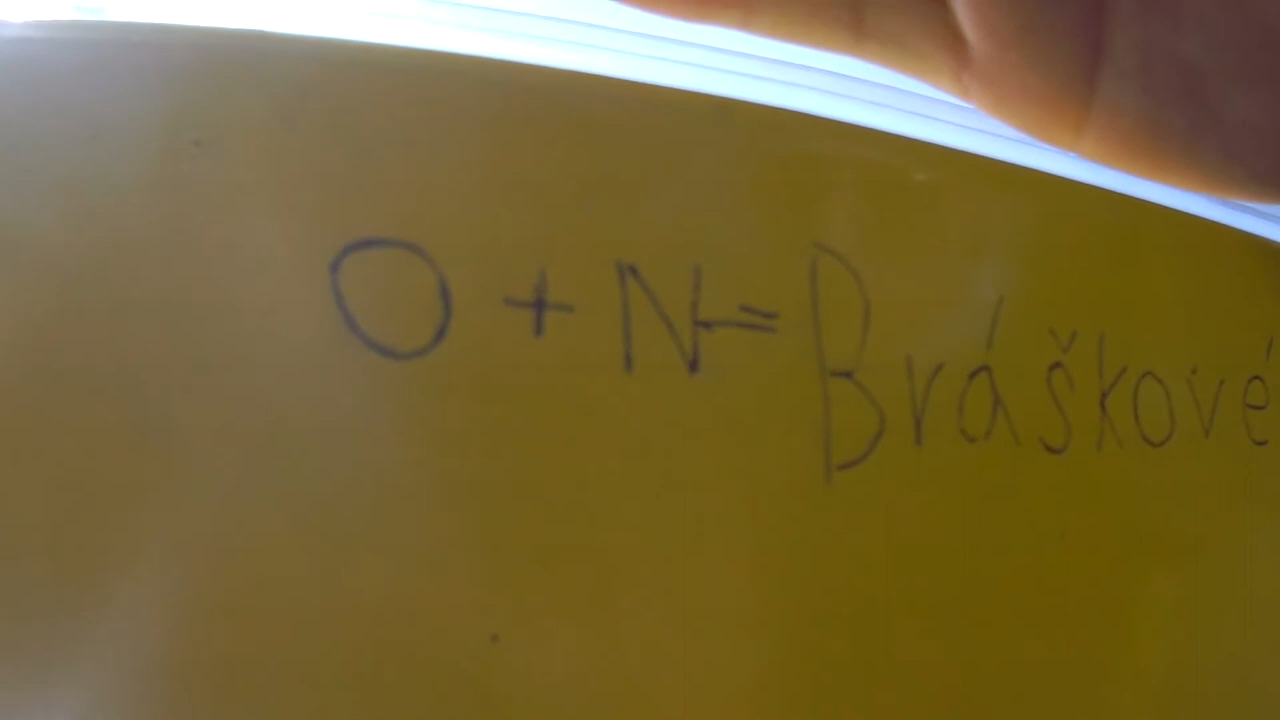 O + N = Bráškové